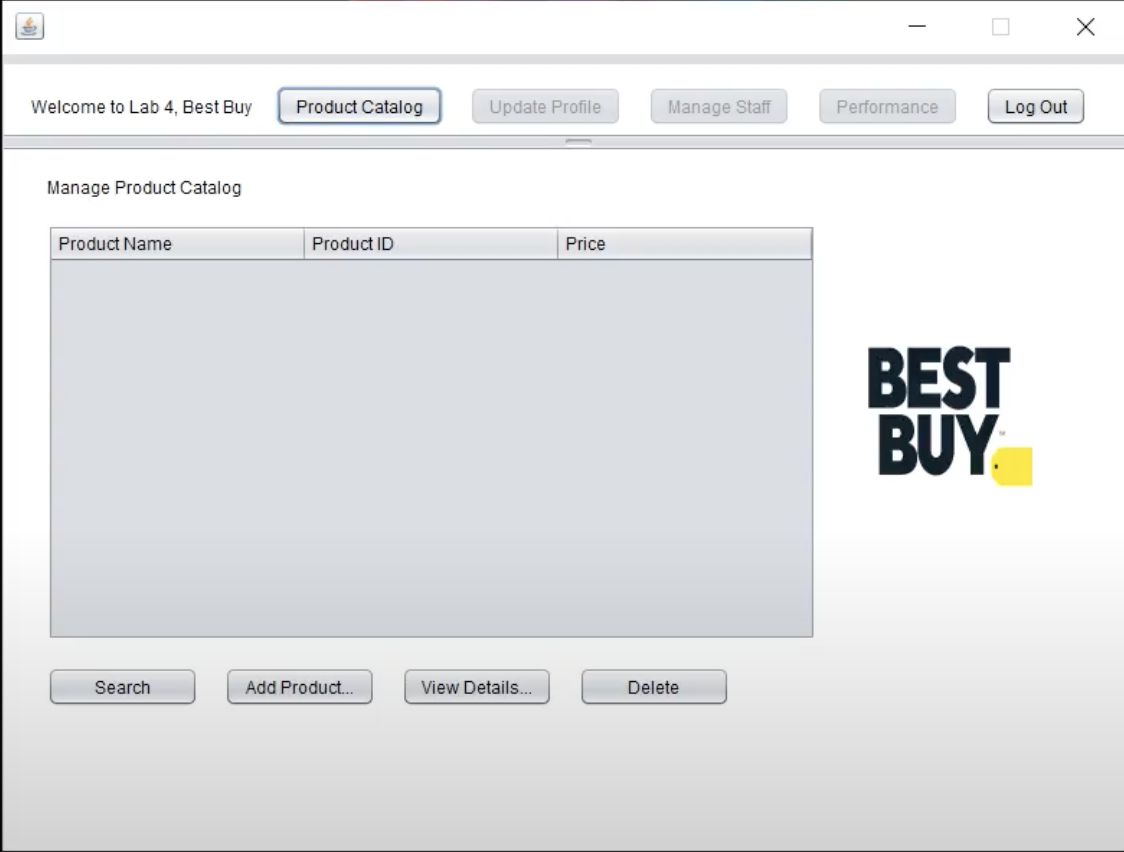 Welcome to Lab 4, Best Buy Product Catalog Update Profile Manage Staff Performance Log Out
Manage Product Catalog
Product Name Product ID Price
BEST
BUY
Search Add Product... View Details... Delete